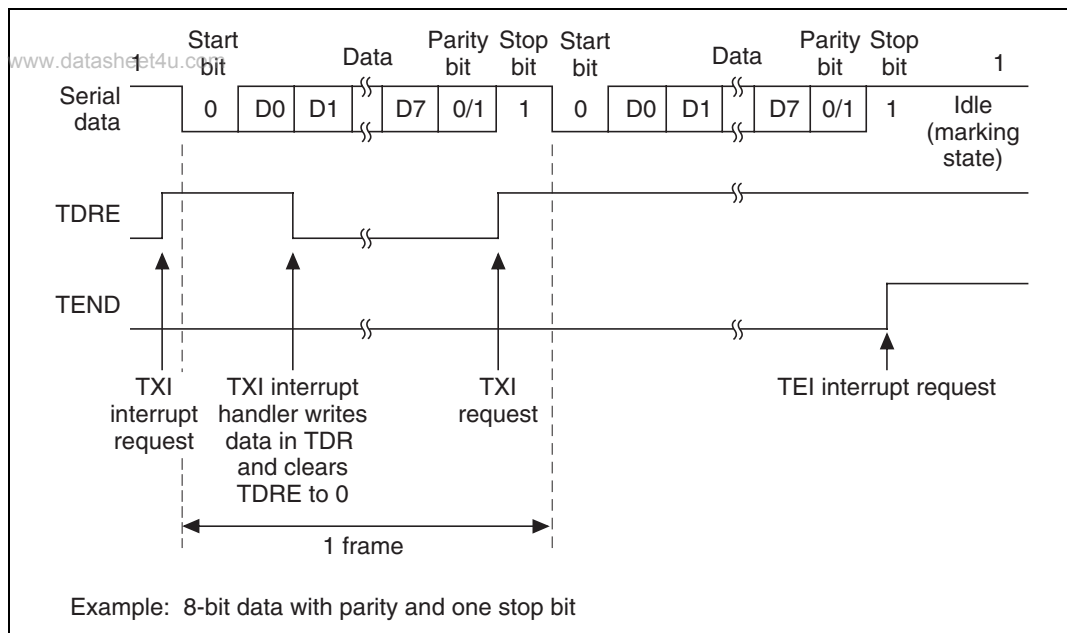 www.datasheet4u.com
1 Start bit Data Parity bit Stop bit Start bit Data Parity bit Stop bit 1
Serial data 0 D0 D1 D7 0/1 1 0 D0 D1 D7 0/1 1 Idle (marking state)
TDRE
TEND
TXI interrupt request
TXI interrupt handler writes data in TDR and clears TDRE to 0
TXI request
TEI interrupt request
1 frame
Example: 8-bit data with parity and one stop bit